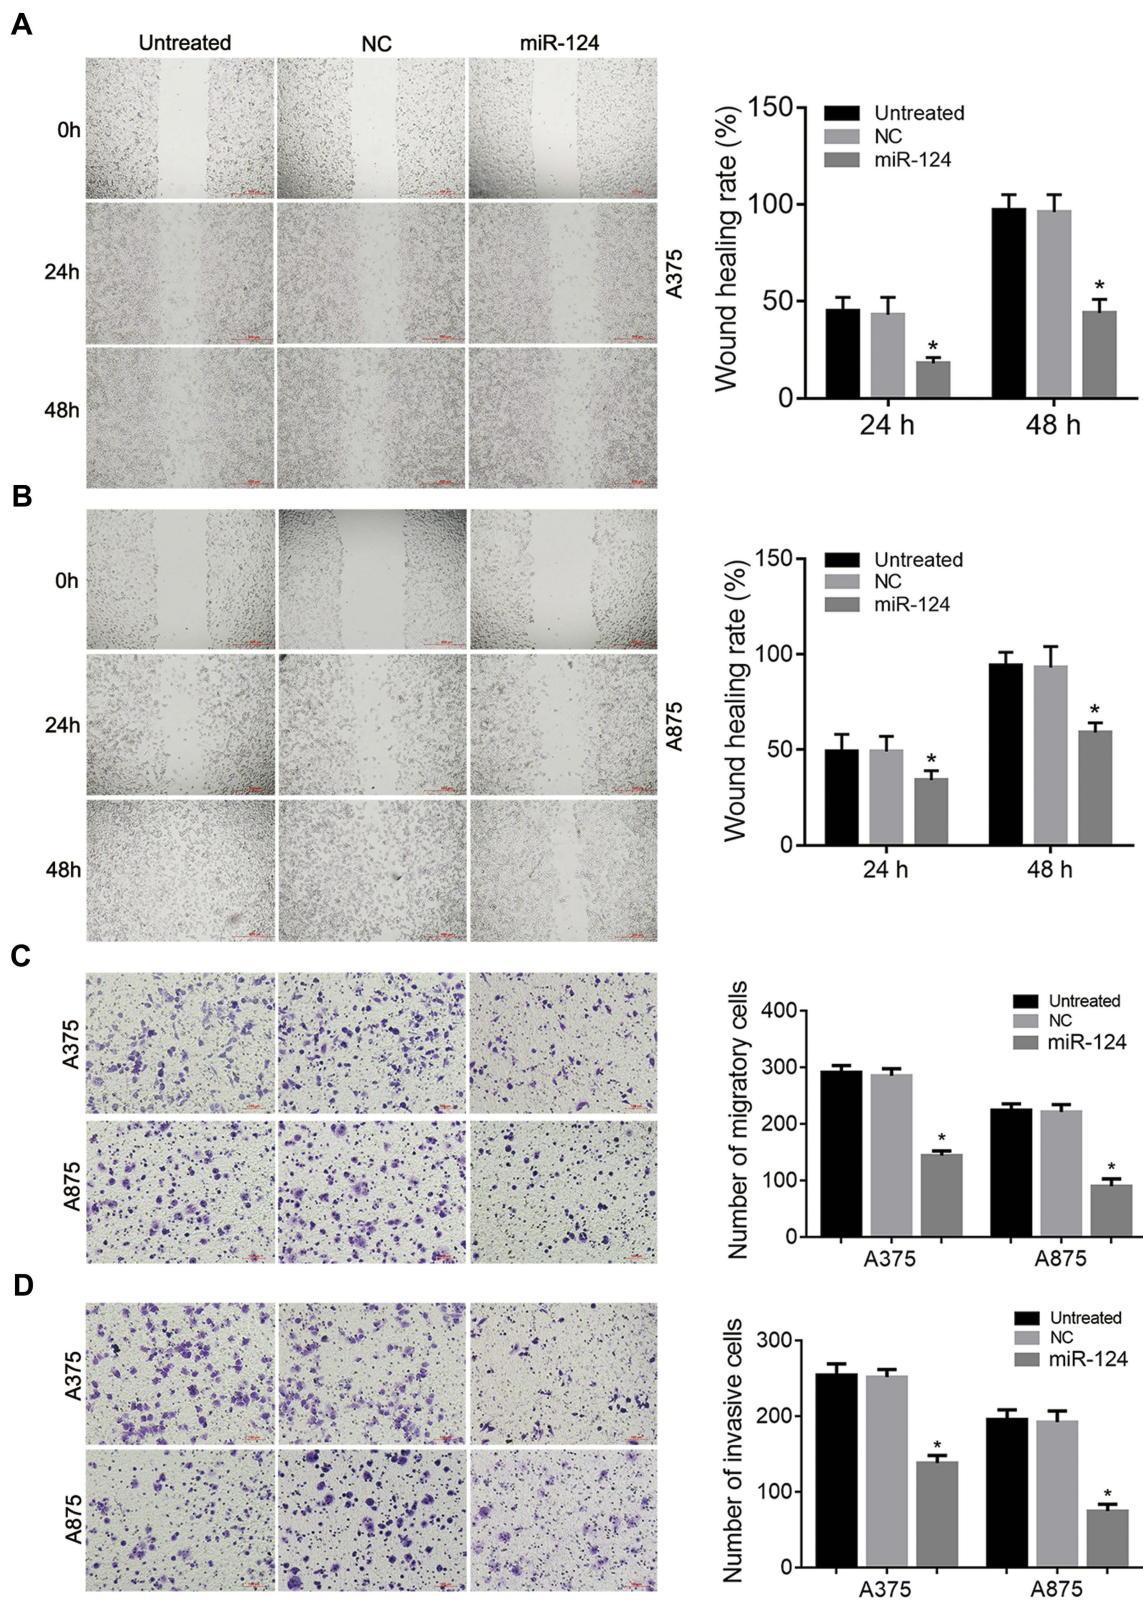 A
Untreated NC miR-124
0h
24h
48h
A375
150
100
50
0
Wound healing rate (%)
Untreated
NC
miR-124
*
*
24 h 48 h
B
0h
24h
48h
A875
150
100
50
0
Wound healing rate (%)
Untreated
NC
miR-124
*
*
24 h 48 h
C
A375
A875
400
300
200
100
0
Number of migratory cells
Untreated
NC
miR-124
*
*
A375 A875
D
A375
A875
300
200
100
0
Number of invasive cells
Untreated
NC
miR-124
*
*
A375 A875